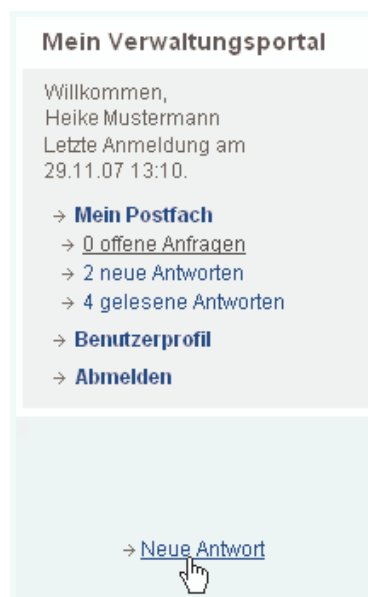 Mein Verwaltungsportal
Willkommen,
Heike Mustermann
Letzte Anmeldung am
29.11.07 13:10.
→ Mein Postfach
→ 0 offene Anfragen
→ 2 neue Antworten
→ 4 gelesene Antworten
→ Benutzerprofil
→ Abmelden
→ Neue Antwort